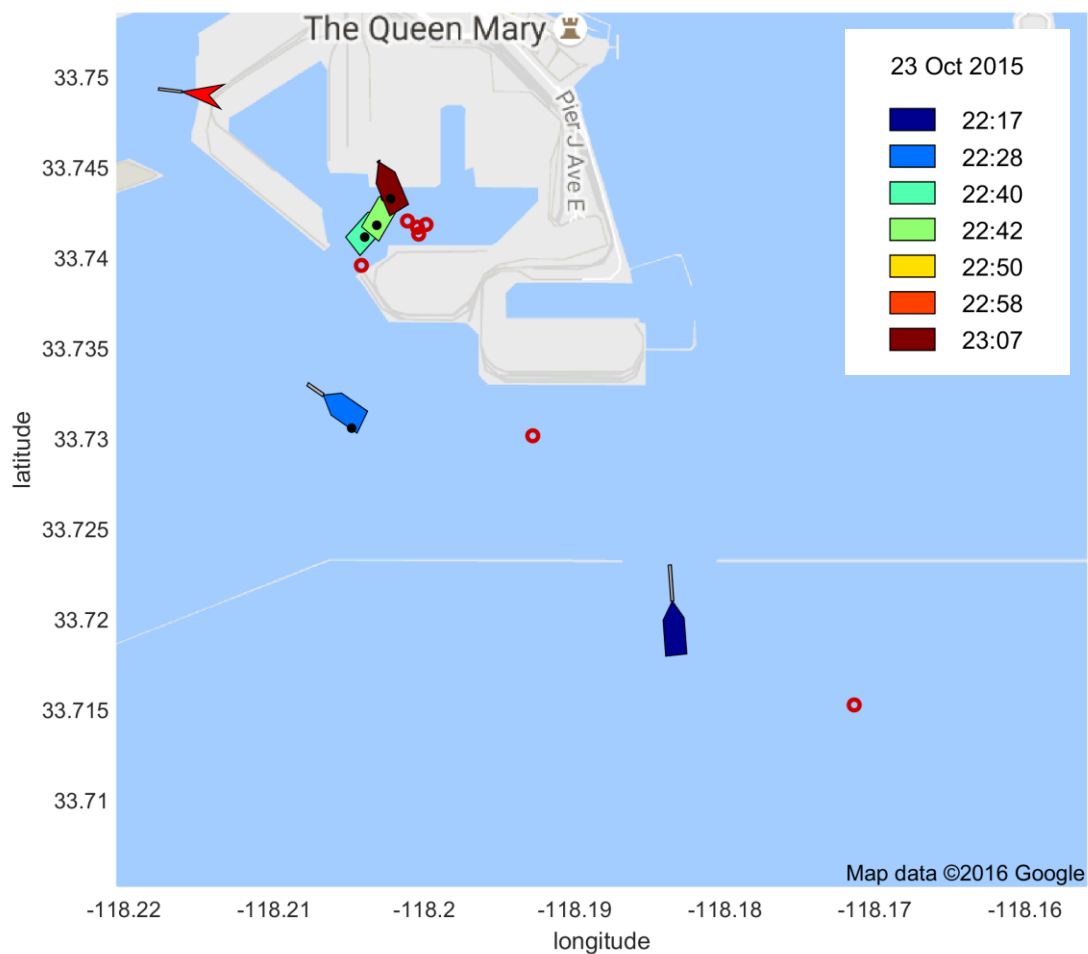 The Queen Mary
Pier J Ave E
23 Oct 2015
22:17
22:28
22:40
22:42
22:50
22:58
23:07
33.75
33.745
33.74
33.735
33.73
33.725
33.72
33.715
33.71
latitude
Map data ©2016 Google
-118.22 -118.21 -118.2 -118.19 -118.18 -118.17 -118.16
longitude